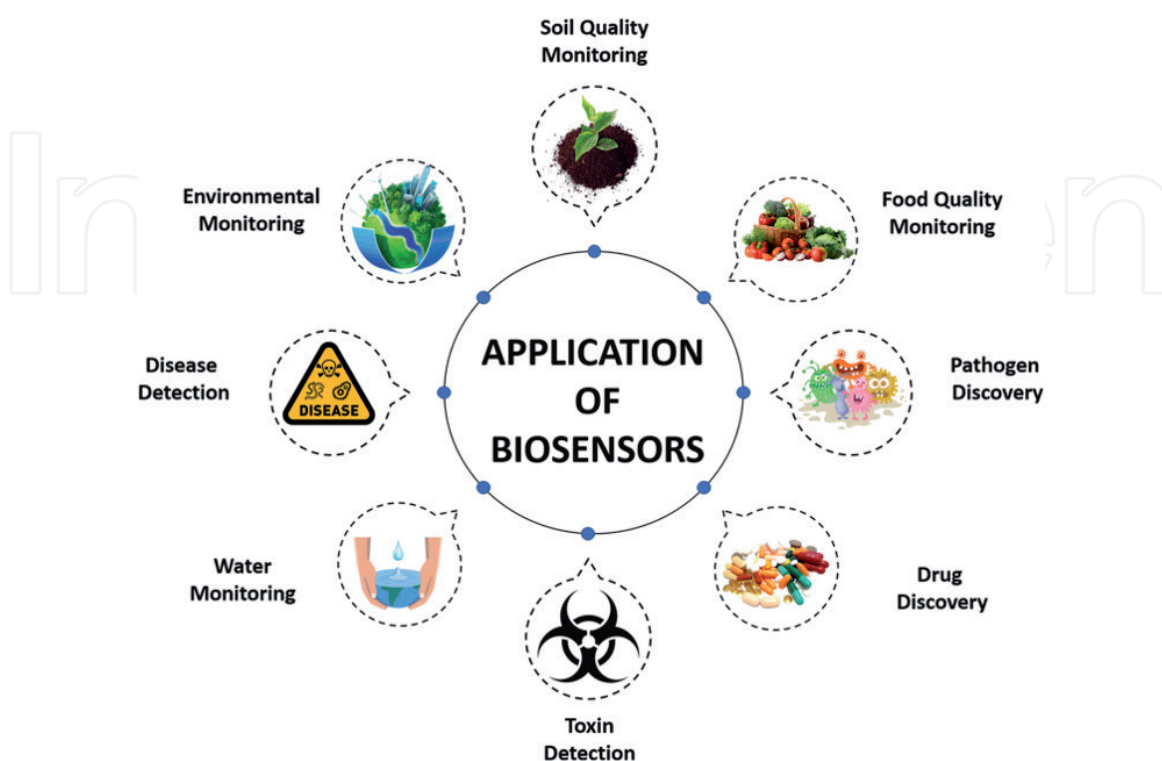 Soil Quality
Monitoring
Environmental
Monitoring
Food Quality
Monitoring
APPLICATION
OF
BIOSENSORS
Disease
Detection
DISEASE
Pathogen
Discovery
Water
Monitoring
Drug
Discovery
Toxin
Detection